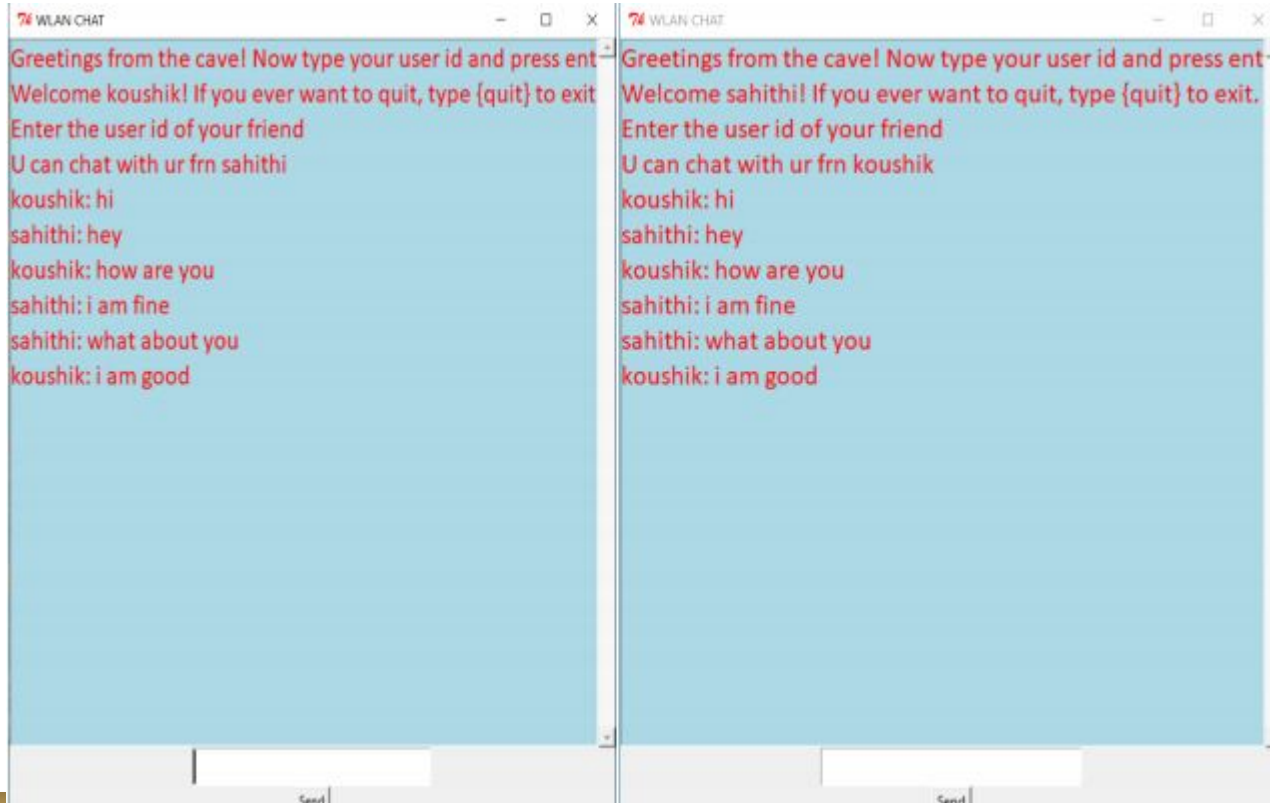 WLAN CHAT
Greetings from the cave! Now type your user id and press ent
Welcome koushik! If you ever want to quit, type {quit} to exit
Enter the user id of your friend
U can chat with ur frn sahithi
koushik: hi
sahithi: hey
koushik: how are you
sahithi: i am fine
sahithi: what about you
koushik: i am good
Send
WLAN CHAT
Greetings from the cave! Now type your user id and press ent
Welcome sahithi! If you ever want to quit, type {quit} to exit.
Enter the user id of your friend
U can chat with ur frn koushik
koushik: hi
sahithi: hey
koushik: how are you
sahithi: i am fine
sahithi: what about you
koushik: i am good
Send